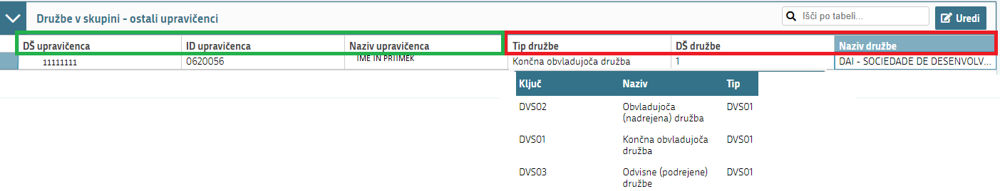 Družbe v skupini - ostali upravičenci
Išči po tabeli...
Uredi
DŠ upravičenca ID upravičenca Naziv upravičenca Tip družbe DŠ družbe Naziv družbe
11111111 0620056 IME IN PRIIMEK Končna obvladujoča družba 1 DAI - SOCIEDADE DE DESENVOLV...
Ključ Naziv Tip
DVS02 Obvladujoča DVS01
(nadrejena) družba
DVS01 Končna obvladujoča DVS01
družba
DVS03 Odvisne (podrejene) DVS01
družbe